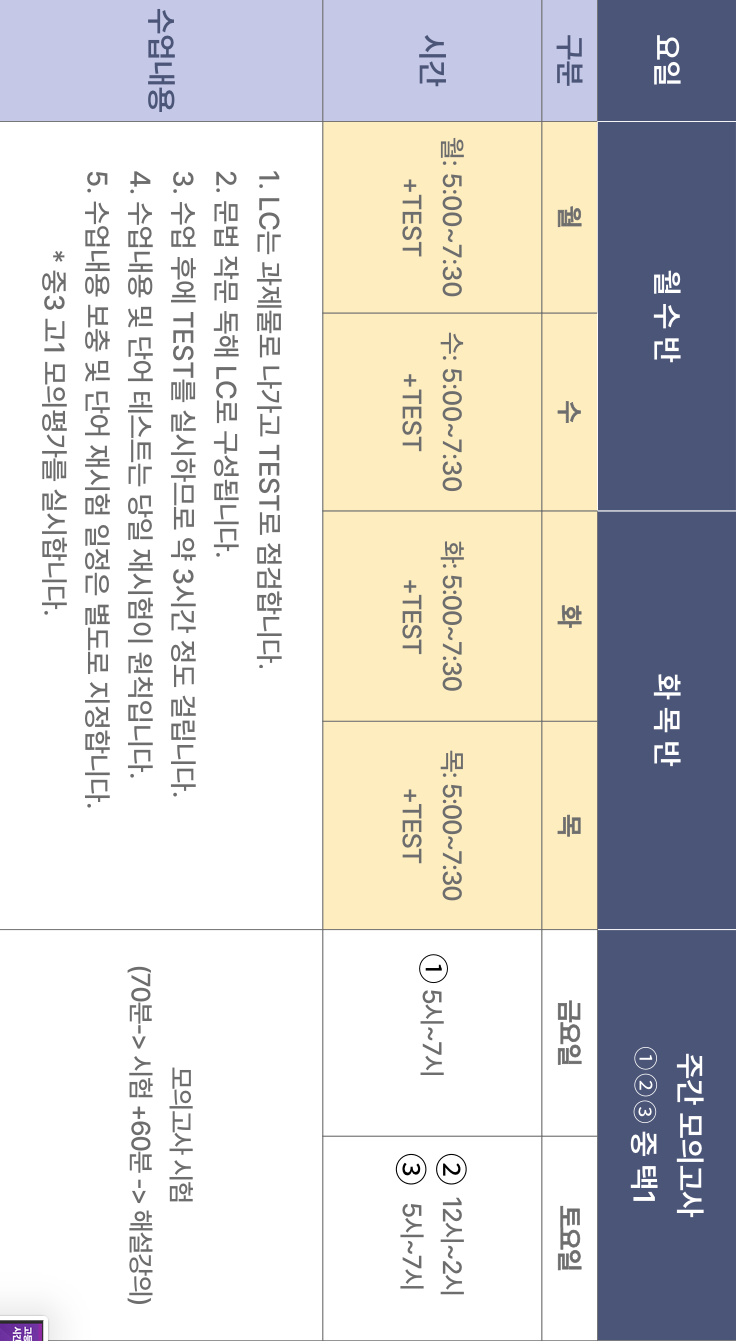 요일
월 수 반
화 목 반
주간 모의고사
①②③ 중 택1
구분
월
수
화
목
금요일
토요일
시간
월: 5:00~7:30
+TEST
수: 5:00~7:30
+TEST
화: 5:00~7:30
+TEST
목: 5:00~7:30
+TEST
① 5시~7시
② 12시~2시
③ 5시~7시
수업내용
1. LC는 과제물로 나가고 TEST로 점검합니다.
2. 문법 작문 독해 LC로 구성됩니다.
3. 수업 후에 TEST를 실시하므로 약 3시간 정도 걸립니다.
4. 수업내용 및 단어 테스트는 당일 재시험이 원칙입니다.
5. 수업내용 보충 및 단어 재시험 일정은 별도로 지정합니다.
* 중3 고1 모의평가를 실시합니다.
모의고사 시험
(70분-> 시험 +60분 -> 해설강의)